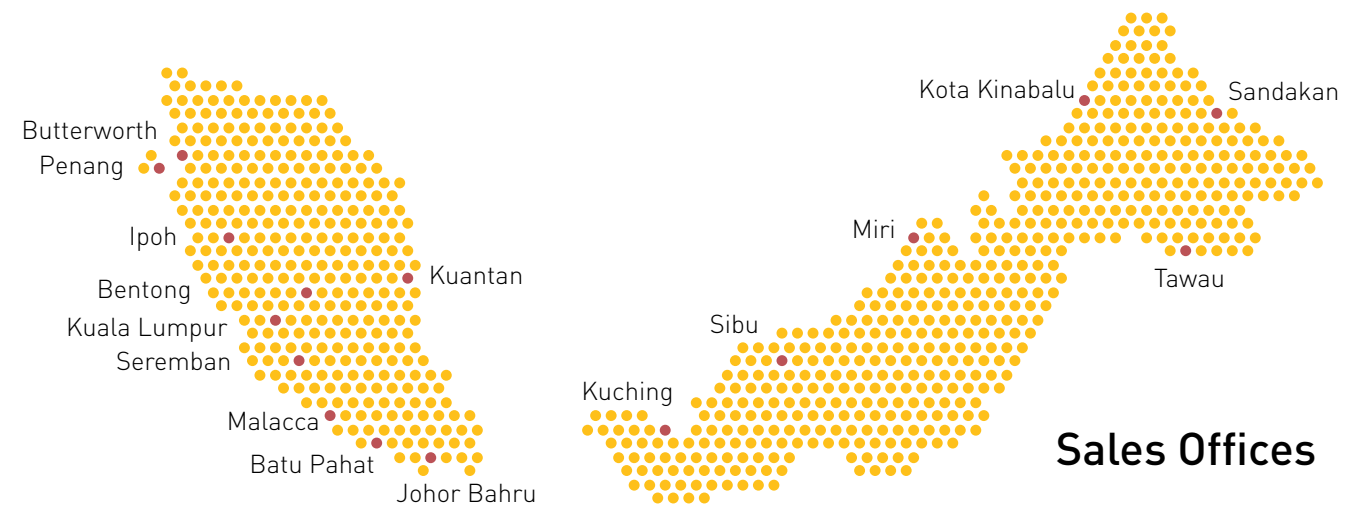 Butterworth
Penang
Ipoh
Bentong
Kuala Lumpur
Seremban
Malacca
Batu Pahat
Johor Bahru
Kuantan
Kota Kinabalu
Sandakan
Miri
Tawau
Sibu
Kuching
Sales Offices